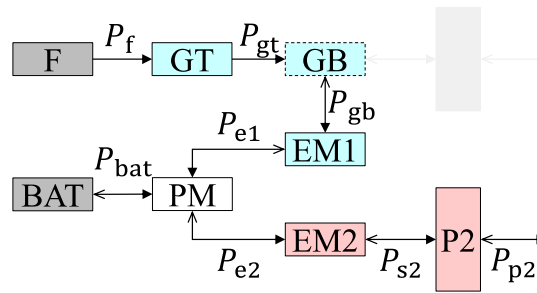 P_f P_gt
F GT GB
P_gb
P_e1
EM1
P_bat
BAT PM
EM2 P2
P_e2 P_s2 P_p2